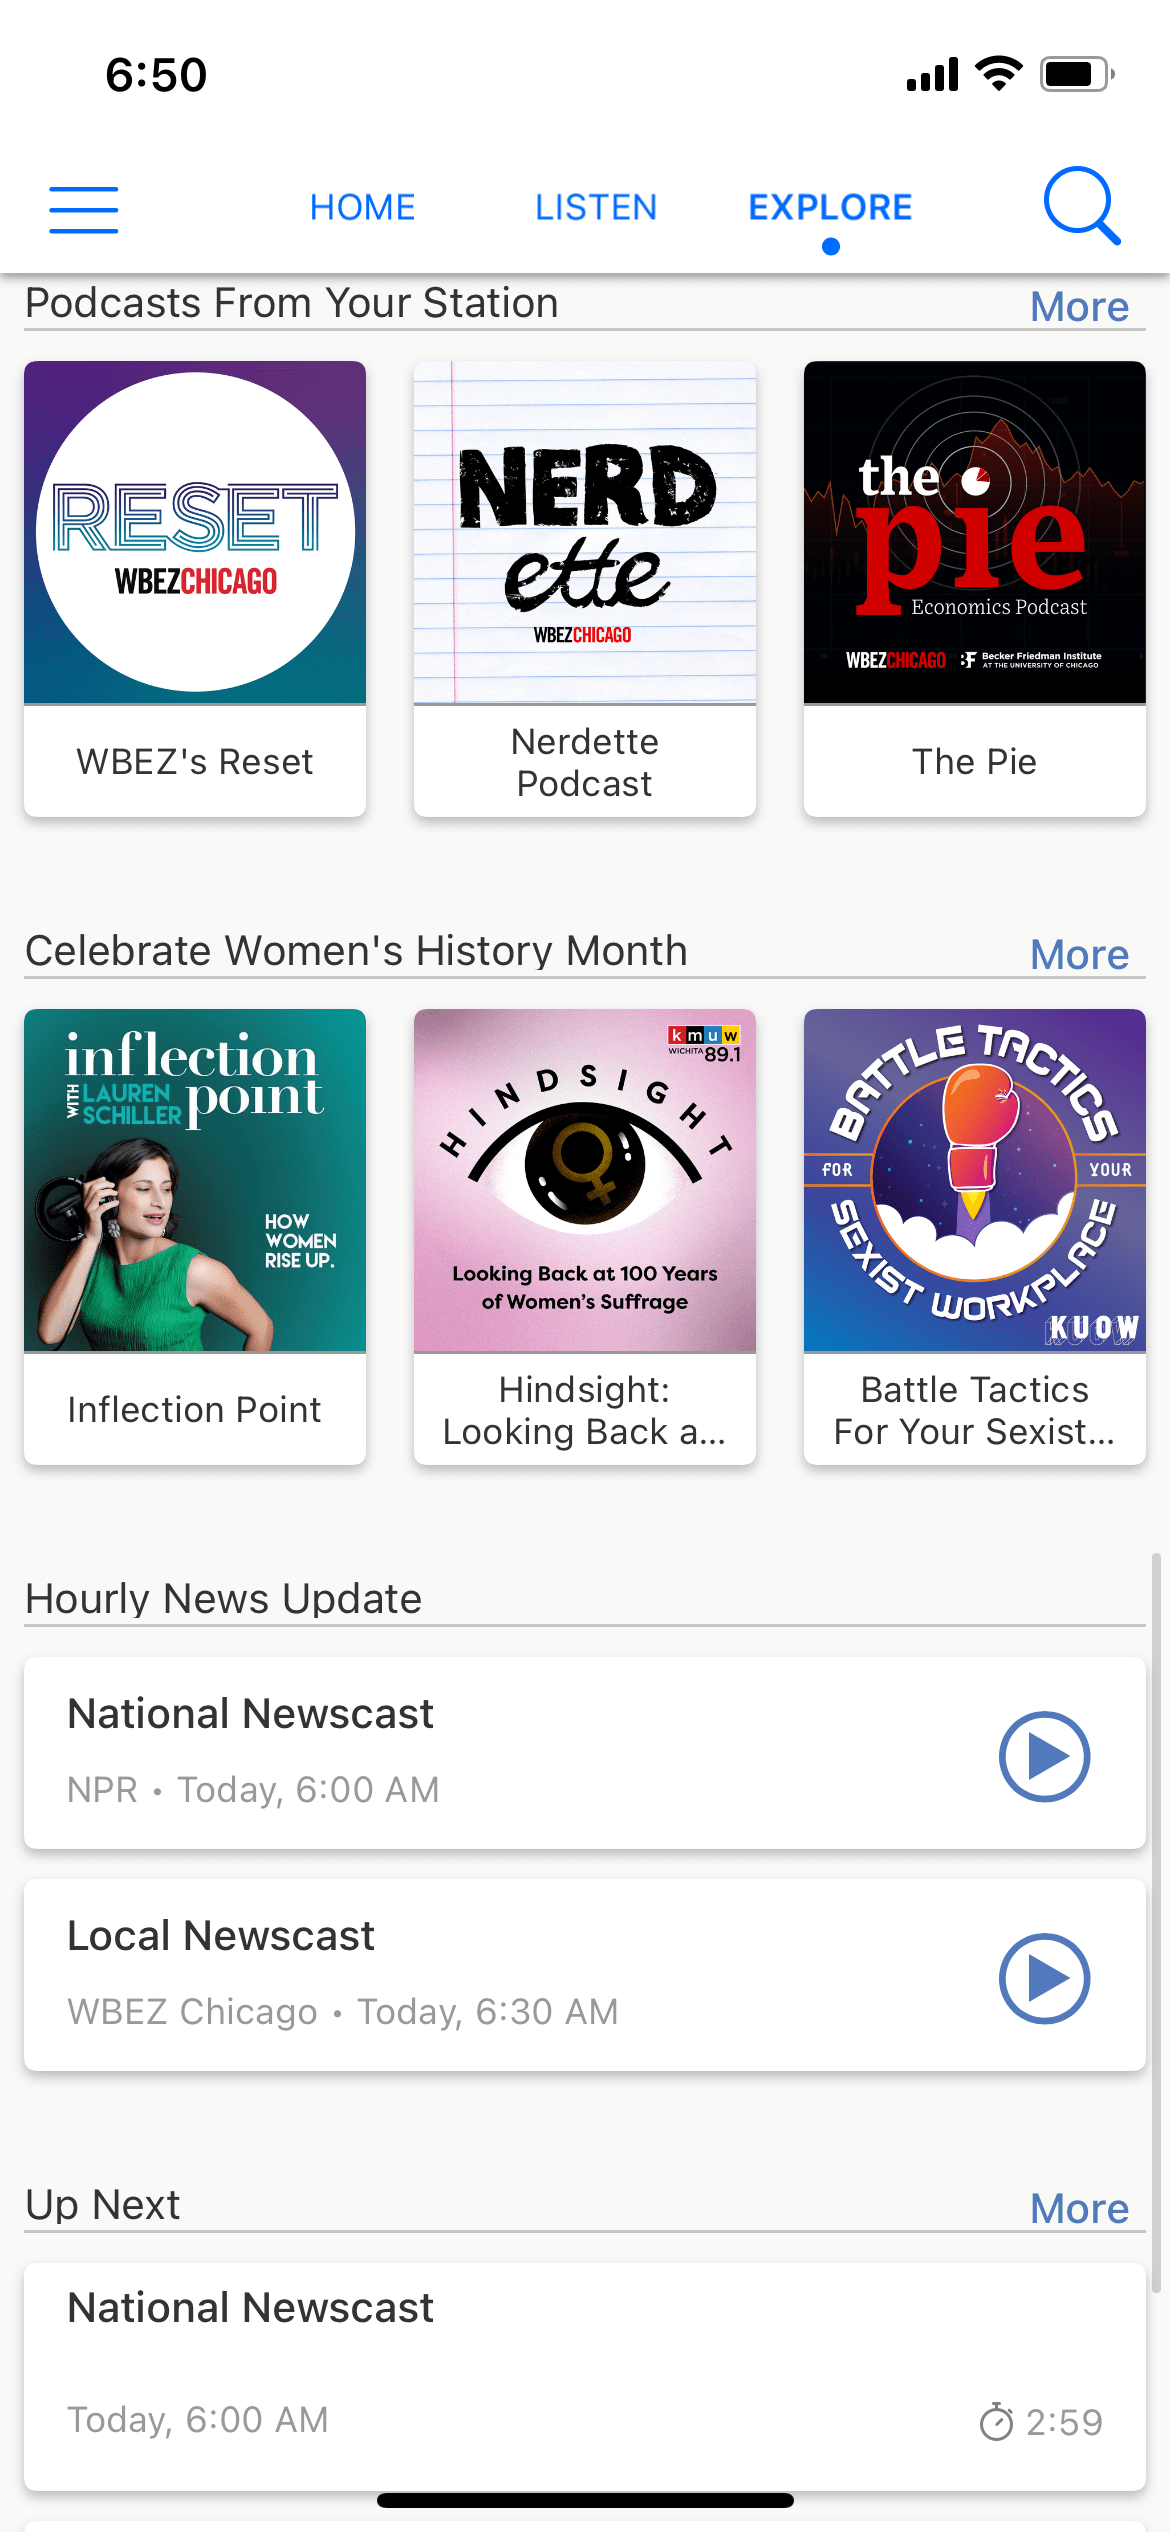 6:50
HOME
LISTEN
EXPLORE
Podcasts From Your Station
More
RESET
WBEZCHICAGO
NERD
ette
WBEZCHICAGO
the
pie
Economics Podcast
WBEZCHICAGO
BF
Becker Friedman Institute
AT THE UNIVERSITY OF CHICAGO
WBEZ's Reset
Nerdette
Podcast
The Pie
Celebrate Women's History Month
More
inflection
point
WITH
LAUREN
SCHILLER
HOW
WOMEN
RISE UP.
kmuw
WICHITA 89.1
HINDSIGHT
Looking Back at 100 Years
of Women's Suffrage
BATTLE TACTICS
FOR
YOUR
SEXIST WORKPLACE
KUOW
Inflection Point
Hindsight:
Looking Back a...
Battle Tactics
For Your Sexist...
Hourly News Update
National Newscast
NPR • Today, 6:00 AM
Local Newscast
WBEZ Chicago • Today, 6:30 AM
Up Next
More
National Newscast
Today, 6:00 AM
2:59